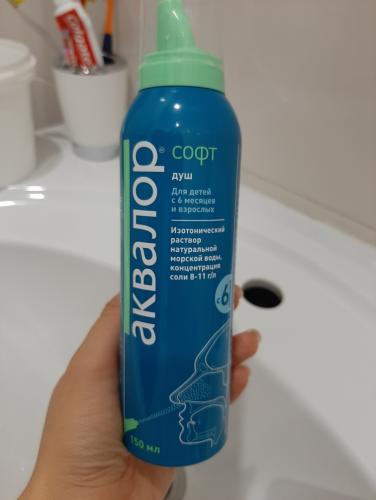 Colgate
аквалор®
софт
душ
Для детей
с 6 месяцев
и взрослых
Изотонический
раствор
натуральной
морской воды,
концентрация
соли 8-11 г/л
с 6
150 мл